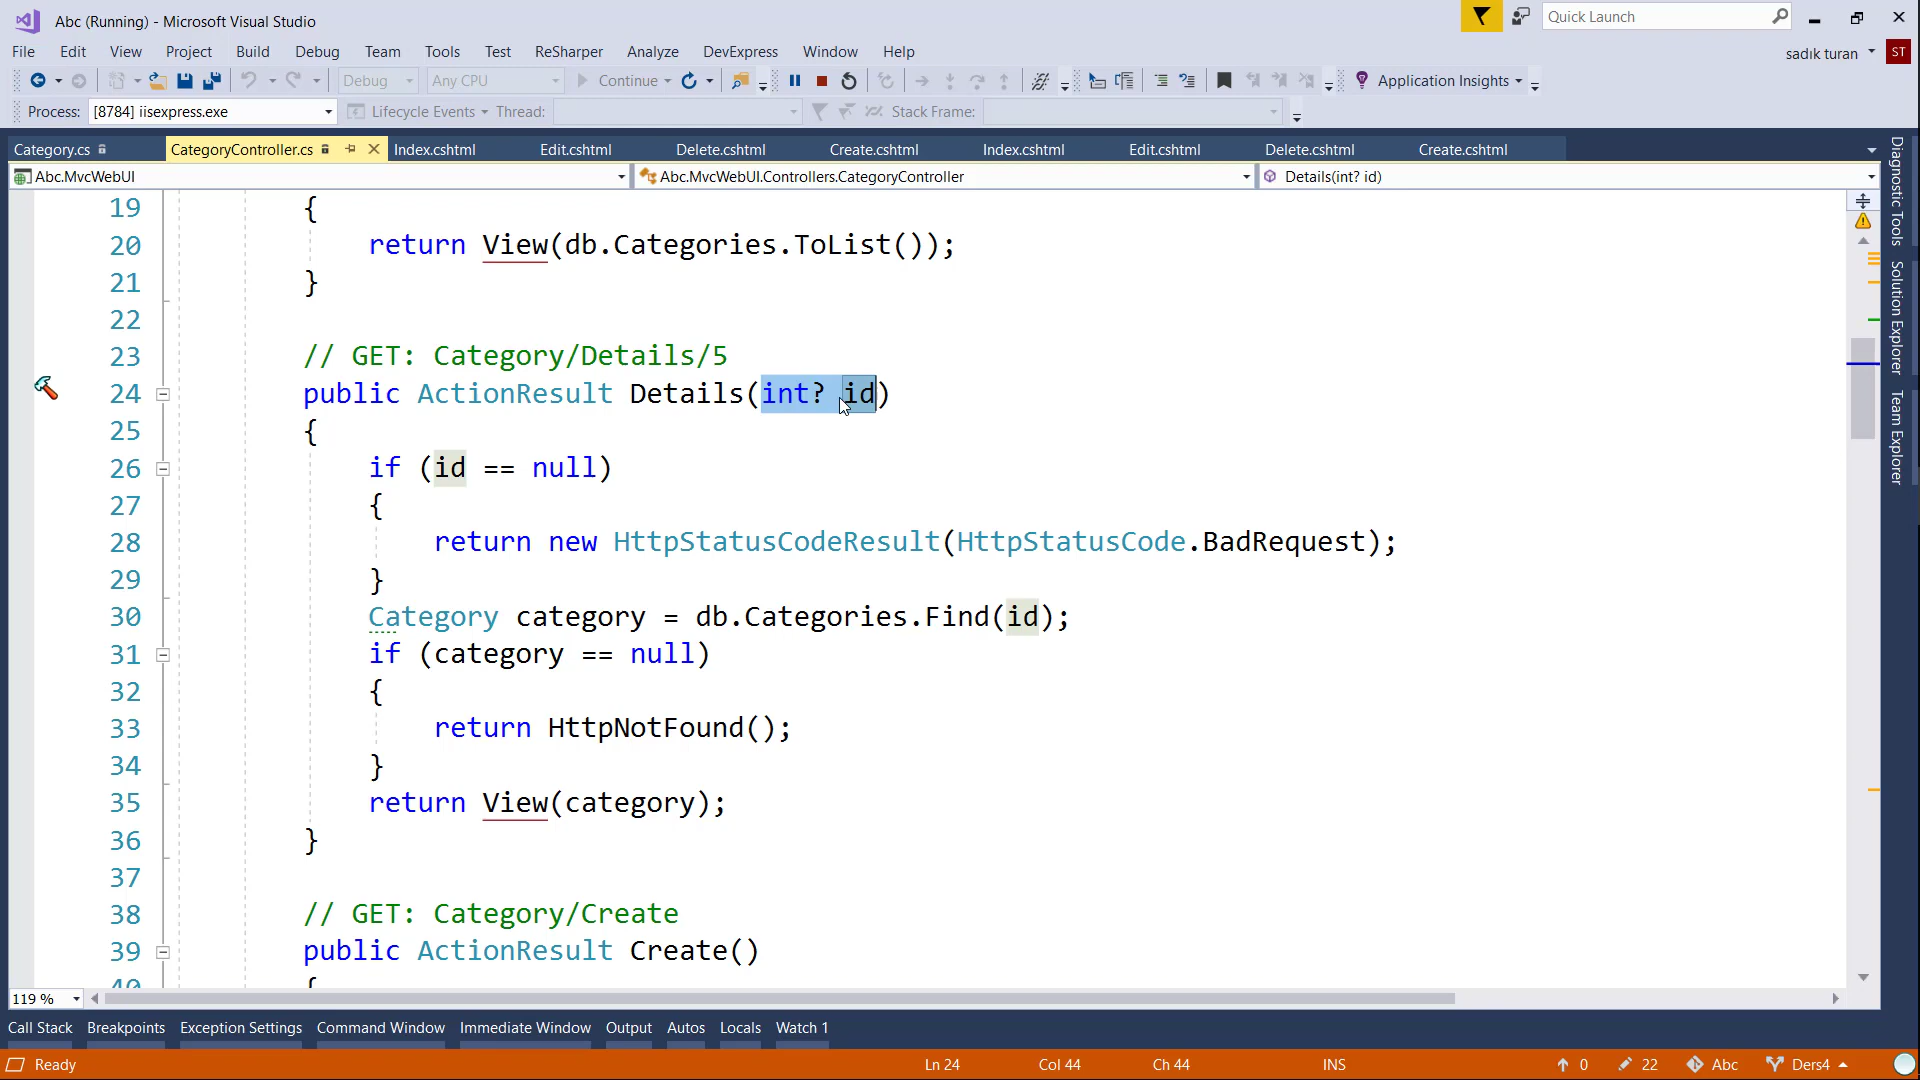 Abc (Running) - Microsoft Visual Studio
Quick Launch
File Edit View Project Build Debug Team Tools Test ReSharper Analyze DevExpress Window Help
sadık turan ST
Debug Any CPU Continue Application Insights
Process: [8784] iisexpress.exe Lifecycle Events Thread: Stack Frame:
Category.cs CategoryController.cs Index.cshtml Edit.cshtml Delete.cshtml Create.cshtml Index.cshtml Edit.cshtml Delete.cshtml Create.cshtml
Abc.MvcWebUI Abc.MvcWebUI.Controllers.CategoryController Details(int? id)
19 {
20 return View(db.Categories.ToList());
21 }
22
23 // GET: Category/Details/5
24 public ActionResult Details(int? id)
25 {
26 if (id == null)
27 {
28 return new HttpStatusCodeResult(HttpStatusCode.BadRequest);
29 }
30 Category category = db.Categories.Find(id);
31 if (category == null)
32 {
33 return HttpNotFound();
34 }
35 return View(category);
36 }
37
38 // GET: Category/Create
39 public ActionResult Create()
40 {
119 %
Diagnostic Tools
Solution Explorer
Team Explorer
Call Stack Breakpoints Exception Settings Command Window Immediate Window Output Autos Locals Watch 1
Ready Ln 24 Col 44 Ch 44 INS 0 22 Abc Ders4